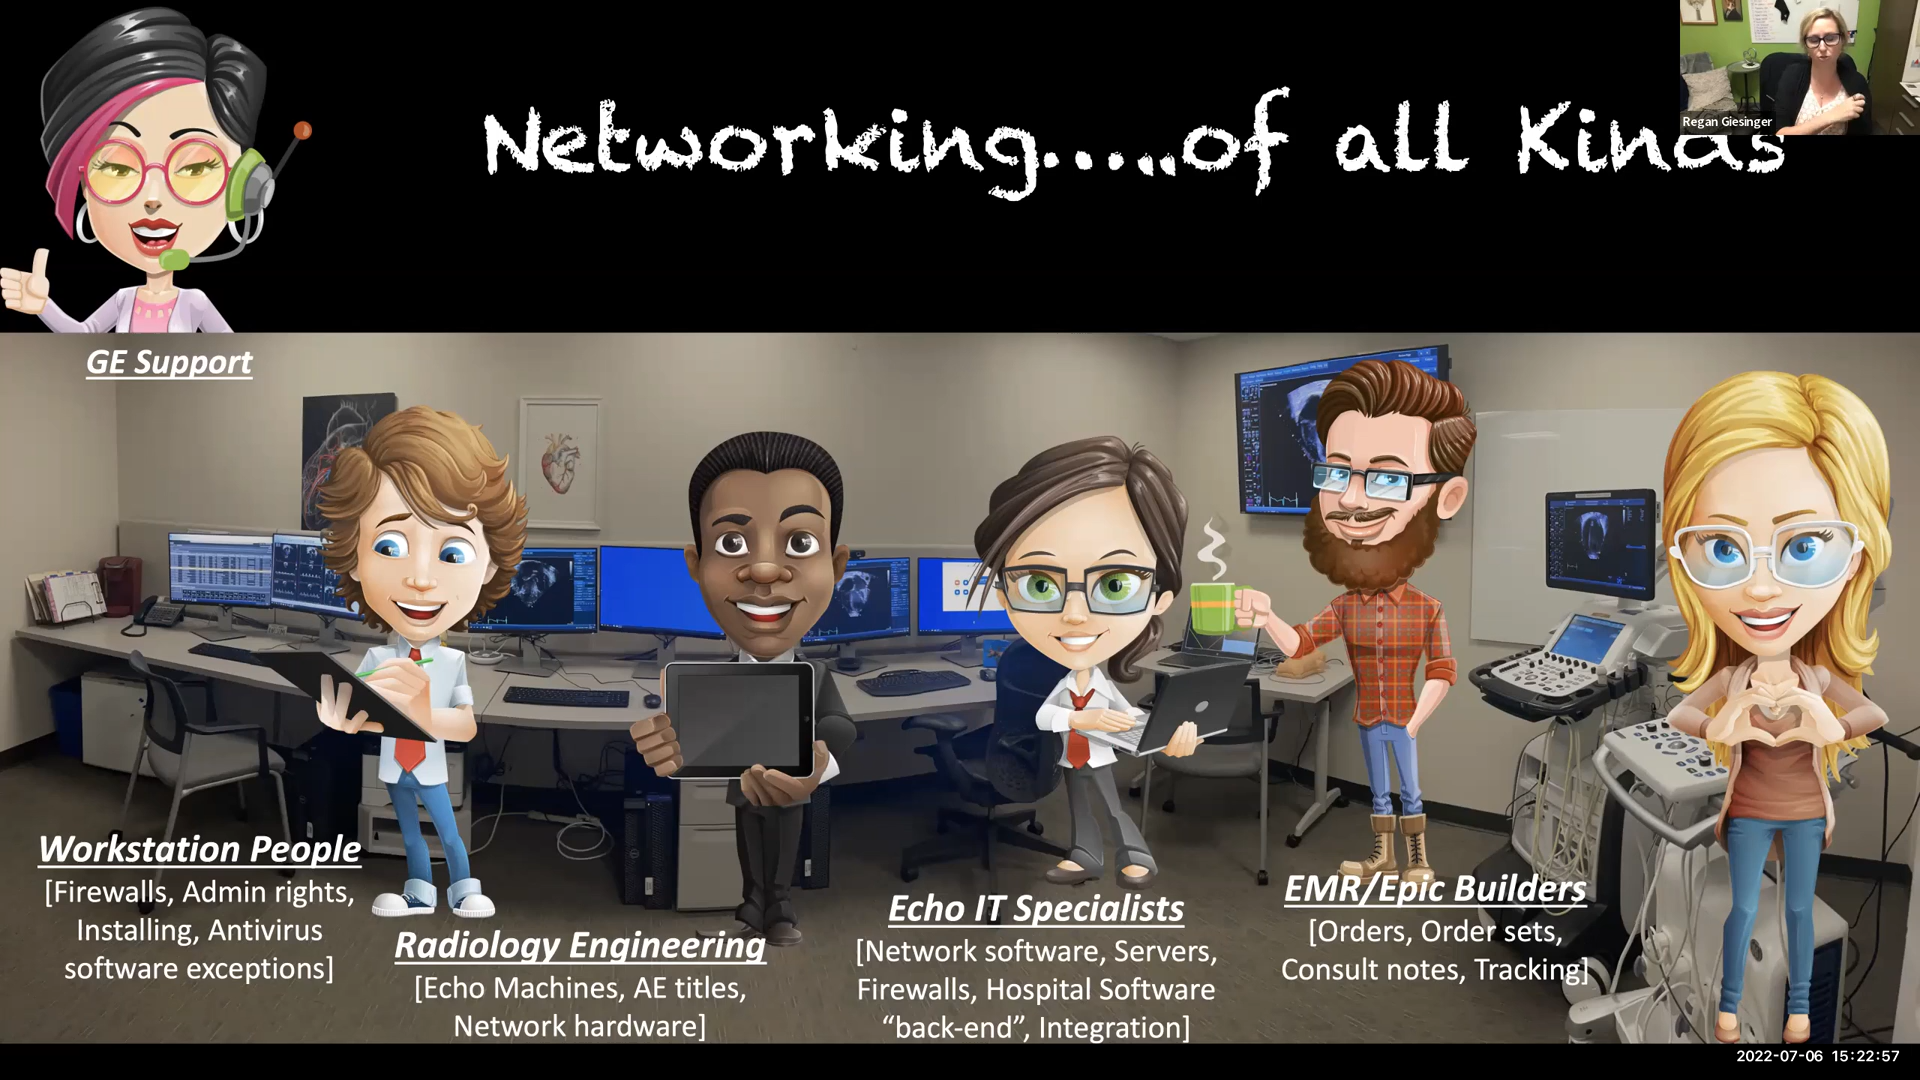 Networking.....of all Kinds
Regan Giesinger
GE Support
Workstation People
[Firewalls, Admin rights,
Installing, Antivirus
software exceptions]
Radiology Engineering
[Echo Machines, AE titles,
Network hardware]
Echo IT Specialists
[Network software, Servers,
Firewalls, Hospital Software
“back-end”, Integration]
EMR/Epic Builders
[Orders, Order sets,
Consult notes, Tracking]
2022-07-06 15:22:57